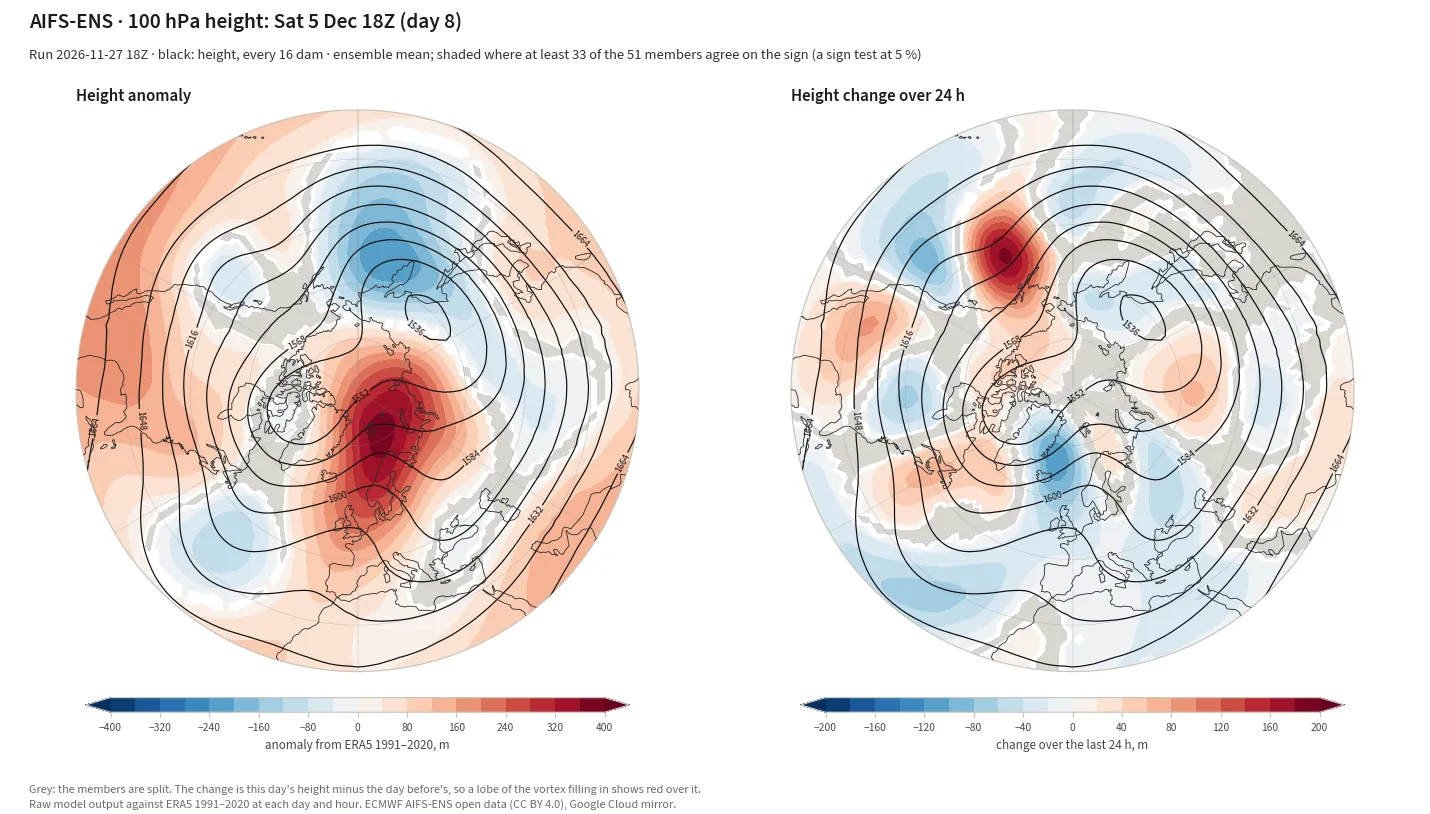 AIFS-ENS · 100 hPa height: Sat 5 Dec 18Z (day 8)
Run 2026-11-27 18Z · black: height, every 16 dam · ensemble mean; shaded where at least 33 of the 51 members agree on the sign (a sign test at 5 %)
Height anomaly
Height change over 24 h
1664
1616
1536
1568
1552
1648
1664
1584
1600
1664
1632
1664
1616
1536
1568
1552
1648
1664
1584
1600
1664
1632
−400 −320 −240 −160 −80 0 80 160 240 320 400
anomaly from ERA5 1991–2020, m
−200 −160 −120 −80 −40 0 40 80 120 160 200
change over the last 24 h, m
Grey: the members are split. The change is this day's height minus the day before's, so a lobe of the vortex filling in shows red over it.
Raw model output against ERA5 1991–2020 at each day and hour. ECMWF AIFS-ENS open data (CC BY 4.0), Google Cloud mirror.